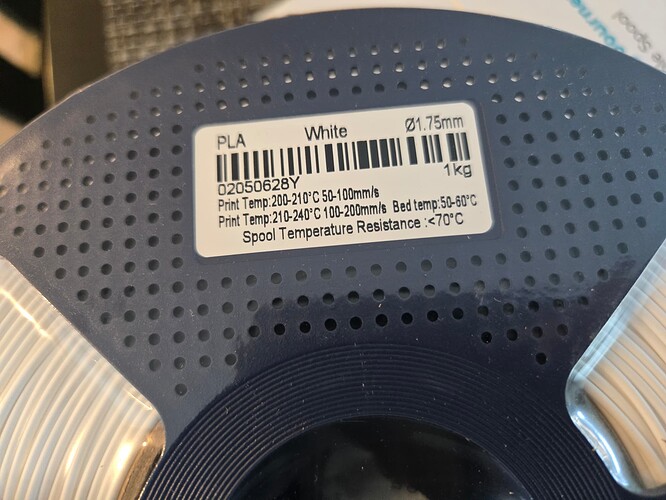 PLA White Ø1.75mm
02050628Y 1kg
Print Temp:200-210°C 50-100mm/s
Print Temp:210-240°C 100-200mm/s Bed temp:50-60°C
Spool Temperature Resistance :<70°C
Spool